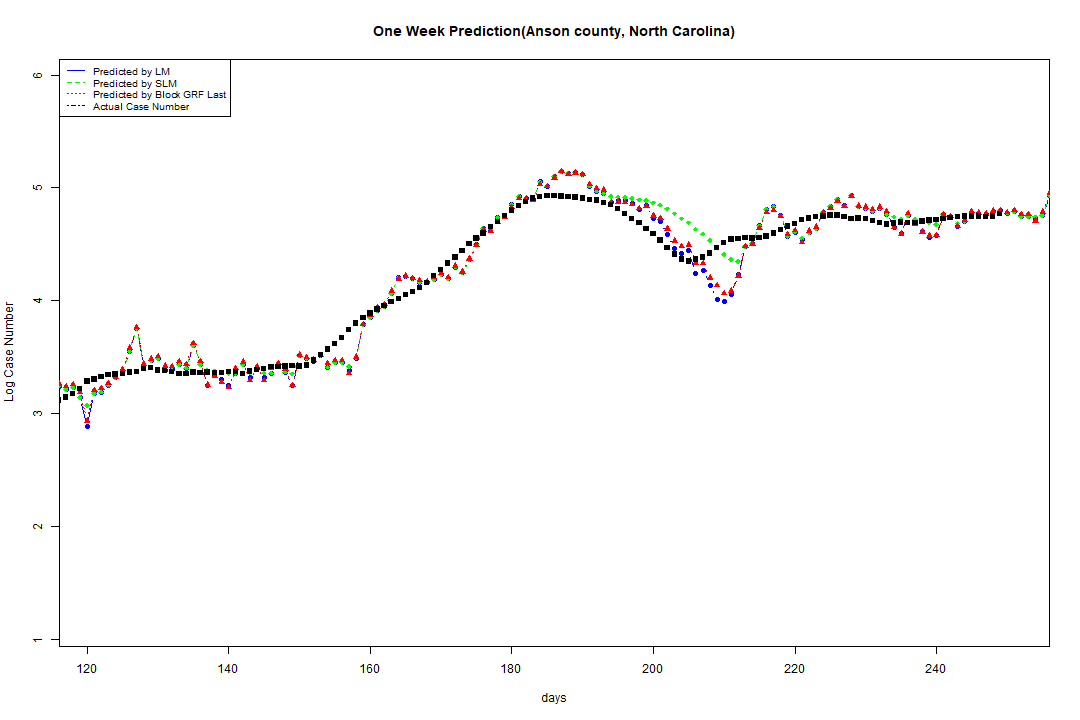 One Week Prediction(Anson county, North Carolina)
Predicted by LM
Predicted by SLM
Predicted by Block GRF Last
Actual Case Number
6
5
4
3
2
1
Log Case Number
120 140 160 180 200 220 240
days